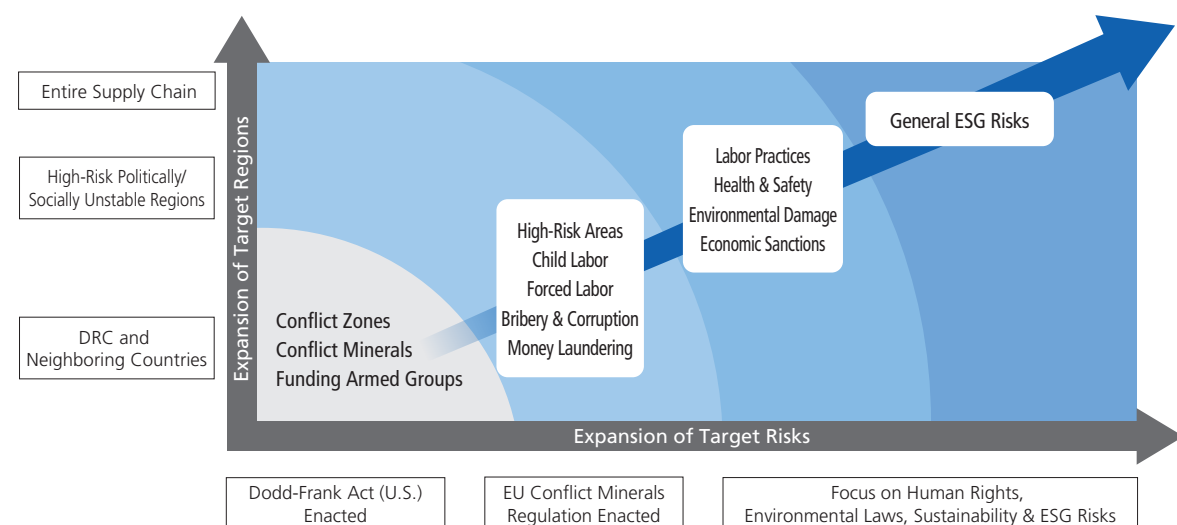 Entire Supply Chain
High-Risk Politically/
Socially Unstable Regions
DRC and
Neighboring Countries
Expansion of Target Regions
General ESG Risks
Labor Practices
Health & Safety
Environmental Damage
Economic Sanctions
High-Risk Areas
Child Labor
Forced Labor
Bribery & Corruption
Money Laundering
Conflict Zones
Conflict Minerals
Funding Armed Groups
Expansion of Target Risks
Dodd-Frank Act (U.S.)
Enacted
EU Conflict Minerals
Regulation Enacted
Focus on Human Rights,
Environmental Laws, Sustainability & ESG Risks